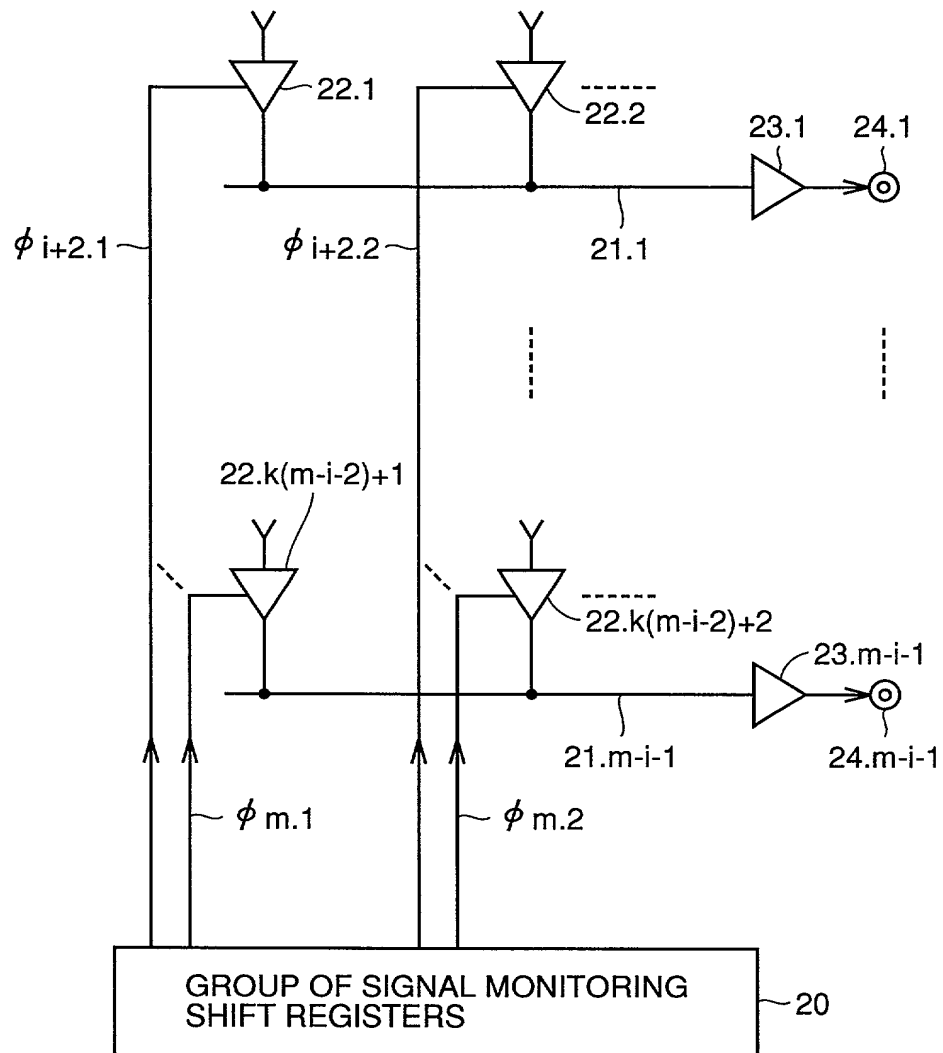 22.1
22.2
23.1
24.1
ϕ i+2.1
ϕ i+2.2
21.1
22.k(m-i-2)+1
22.k(m-i-2)+2
23.m-i-1
21.m-i-1
24.m-i-1
ϕ m.1
ϕ m.2
GROUP OF SIGNAL MONITORING
SHIFT REGISTERS
20